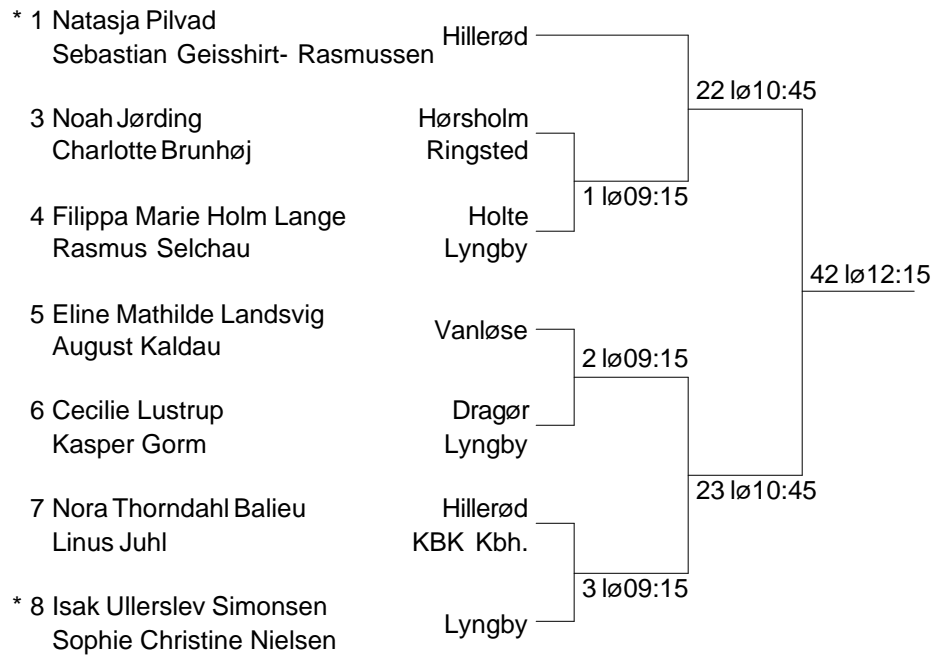 * 1 Natasja Pilvad
Sebastian Geisshirt- Rasmussen
Hillerød
22 lø10:45
3 Noah Jørding Hørsholm
Charlotte Brunhøj Ringsted
1 lø09:15
4 Filippa Marie Holm Lange Holte
Rasmus Selchau Lyngby
42 lø12:15
5 Eline Mathilde Landsvig
August Kaldau
Vanløse
2 lø09:15
6 Cecilie Lustrup Dragør
Kasper Gorm Lyngby
23 lø10:45
7 Nora Thorndahl Balieu Hillerød
Linus Juhl KBK Kbh.
3 lø09:15
* 8 Isak Ullerslev Simonsen
Sophie Christine Nielsen
Lyngby